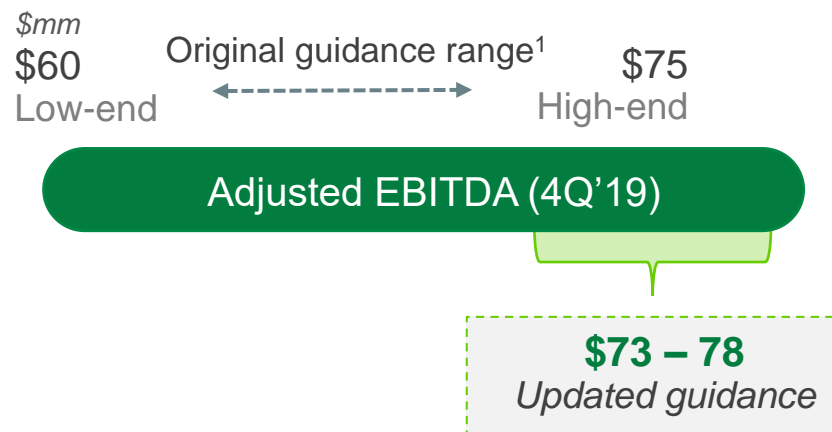 $mm
$60
Original guidance range1
$75
Low-end
High-end
Adjusted EBITDA (4Q’19)
$73 – 78
Updated guidance